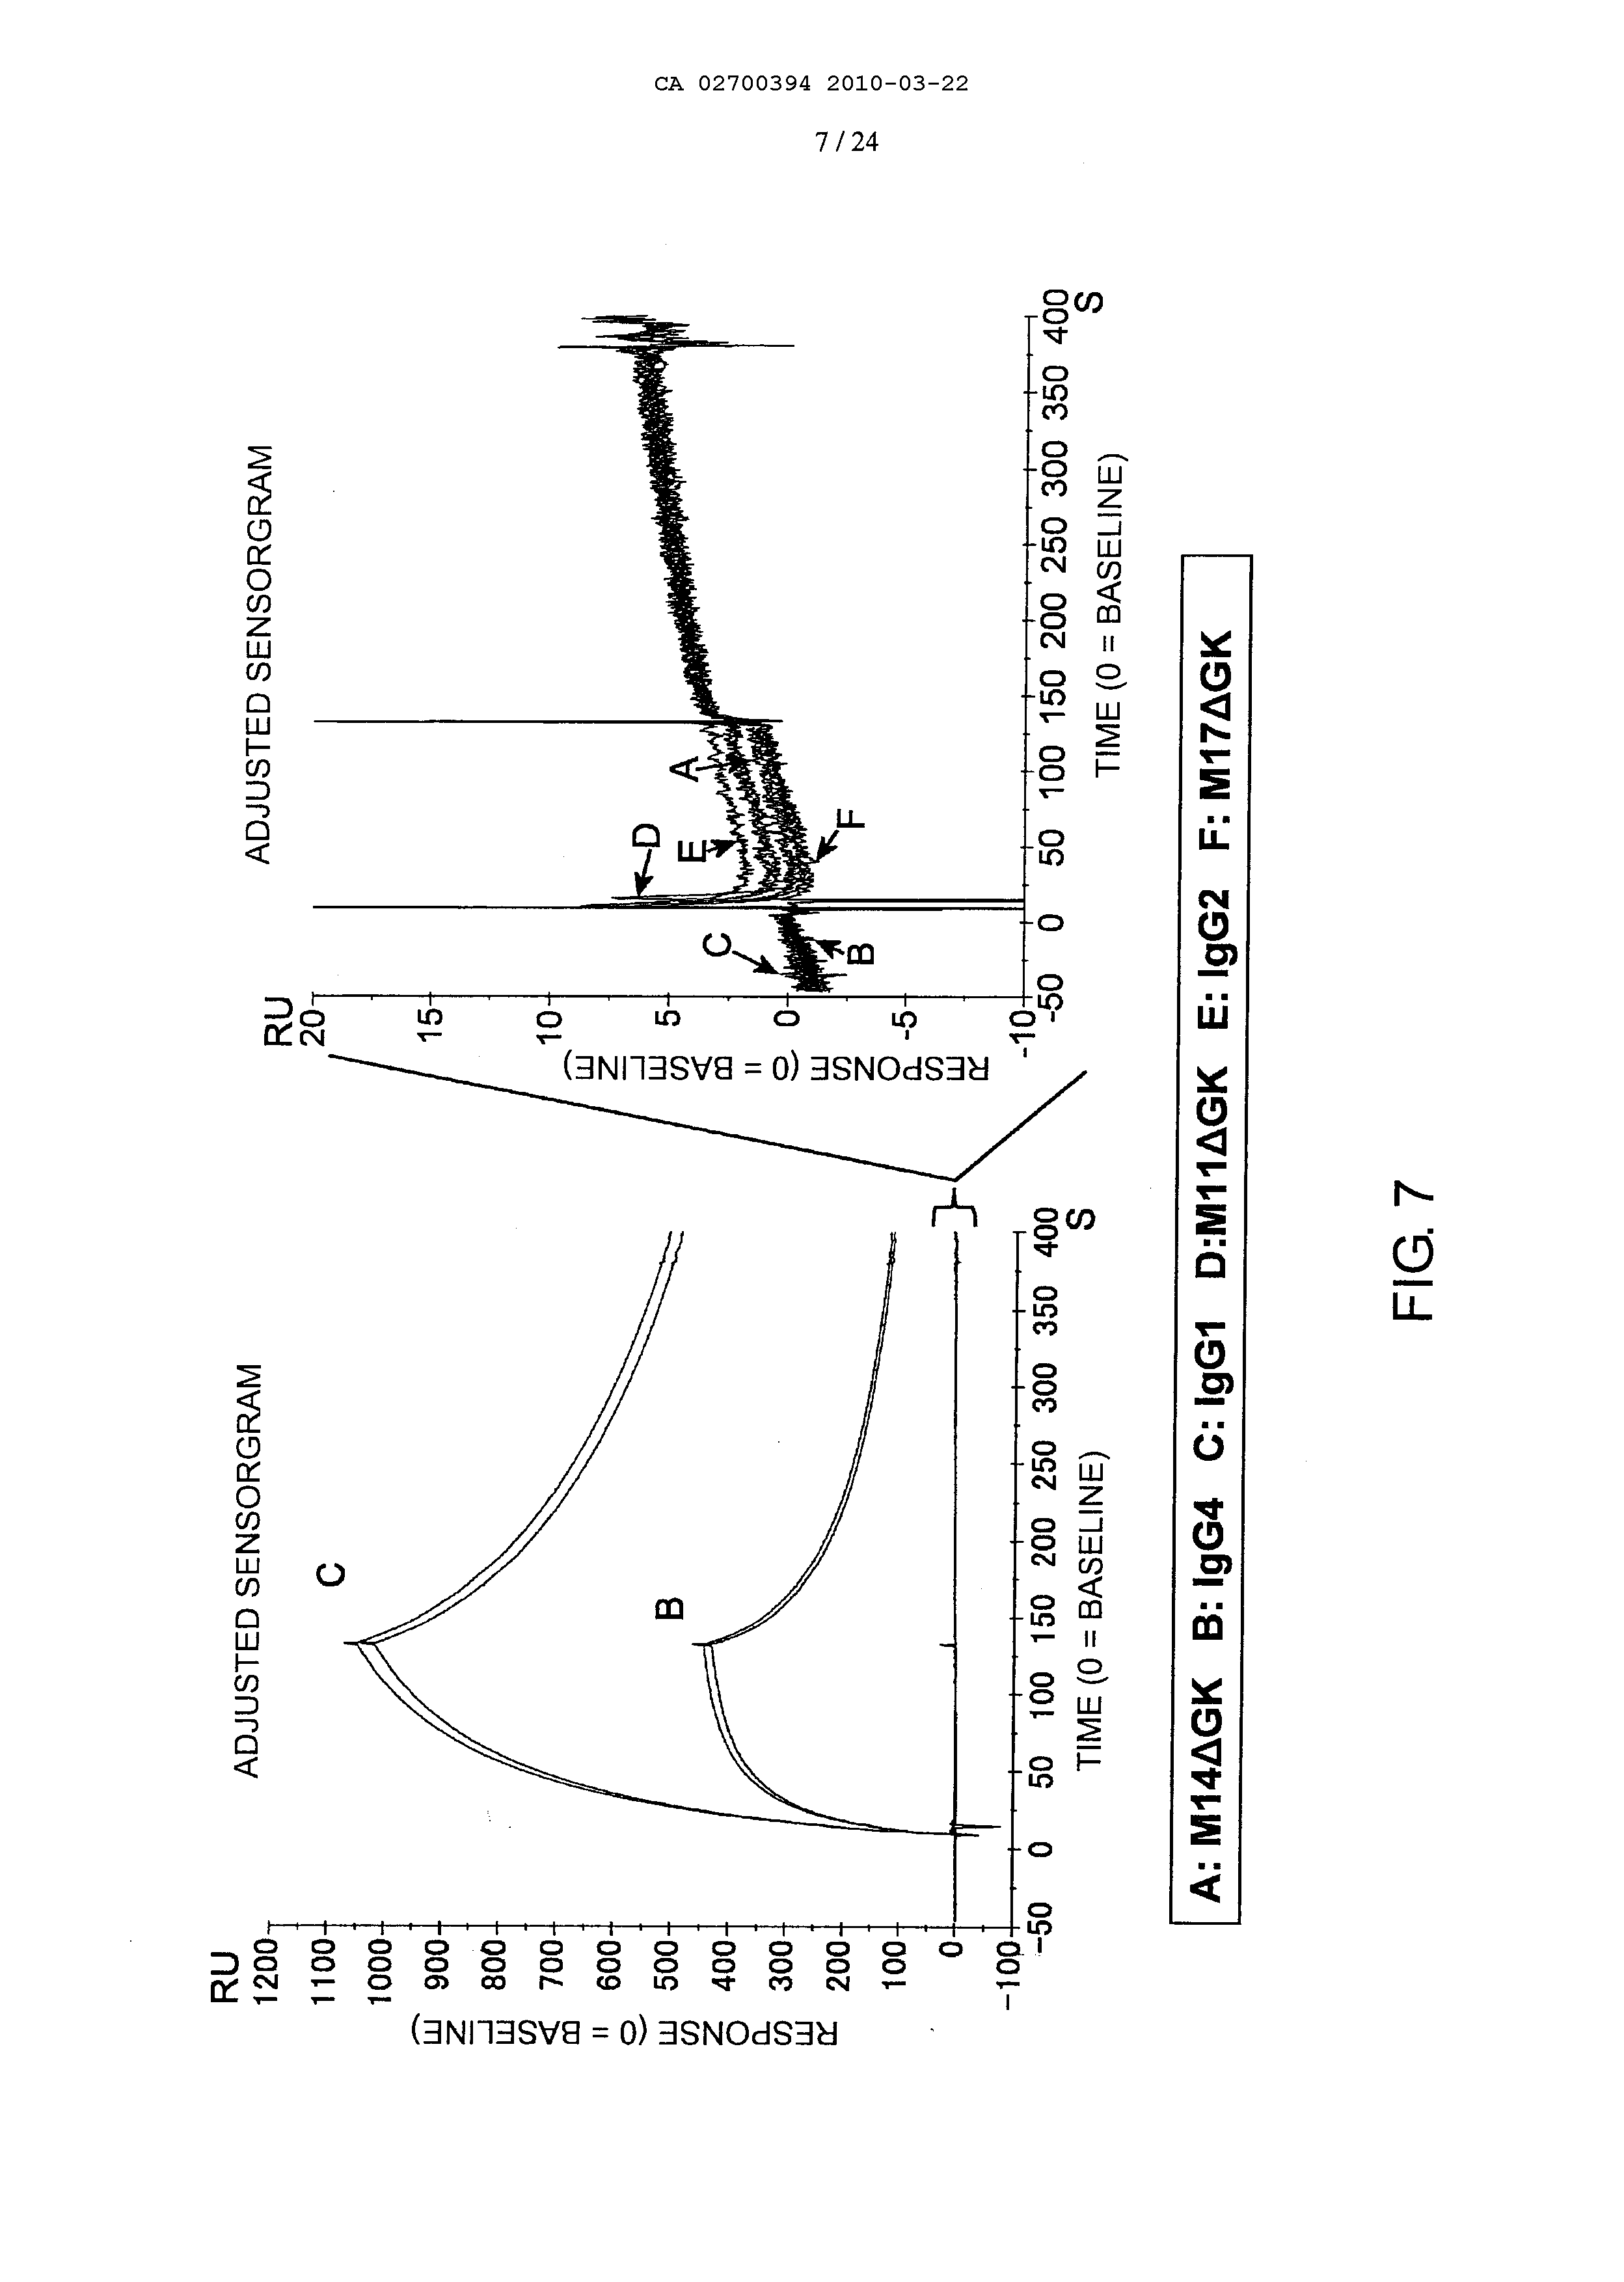 CA 02700394 2010-03-22
7 / 24
ADJUSTED SENSORGRAM
RU
1200
1100
1000
900
800
700
600
500
400
300
200
100
0
-100
RESPONSE (0 = BASELINE)
C
B
-50 0 50 100 150 200 250 300 350 400
S
TIME (0 = BASELINE)
ADJUSTED SENSORGRAM
RU
20
15
10
5
0
-5
-10
RESPONSE (0 = BASELINE)
C
B
D
E
A
F
-50 0 50 100 150 200 250 300 350 400
S
TIME (0 = BASELINE)
A: M14ΔGK B: IgG4 C: IgG1 D:M11ΔGK E: IgG2 F: M17ΔGK
FIG. 7